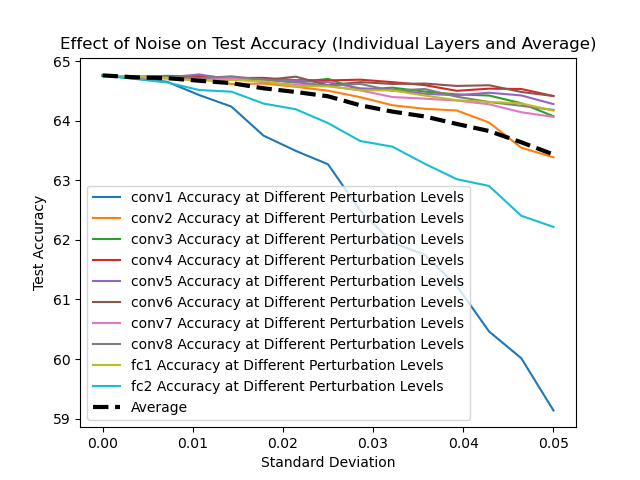 Effect of Noise on Test Accuracy (Individual Layers and Average)
65
64
63
62
61
60
59
Test Accuracy
conv1 Accuracy at Different Perturbation Levels
conv2 Accuracy at Different Perturbation Levels
conv3 Accuracy at Different Perturbation Levels
conv4 Accuracy at Different Perturbation Levels
conv5 Accuracy at Different Perturbation Levels
conv6 Accuracy at Different Perturbation Levels
conv7 Accuracy at Different Perturbation Levels
conv8 Accuracy at Different Perturbation Levels
fc1 Accuracy at Different Perturbation Levels
fc2 Accuracy at Different Perturbation Levels
Average
0.00 0.01 0.02 0.03 0.04 0.05
Standard Deviation